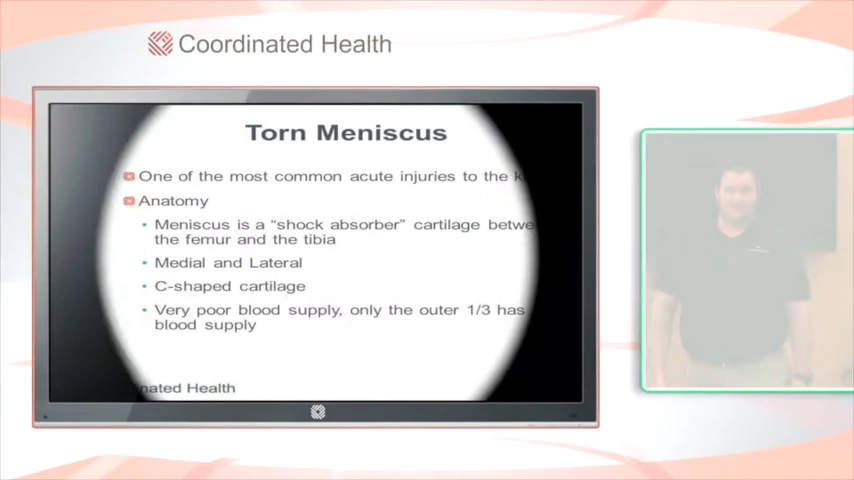 Coordinated Health
Torn Meniscus
One of the most common acute injuries to the
Anatomy
Meniscus is a “shock absorber” cartilage
the femur and the tibia
Medial and Lateral
C-shaped cartilage
Very poor blood supply, only the outer 1/3 has
blood supply
Health